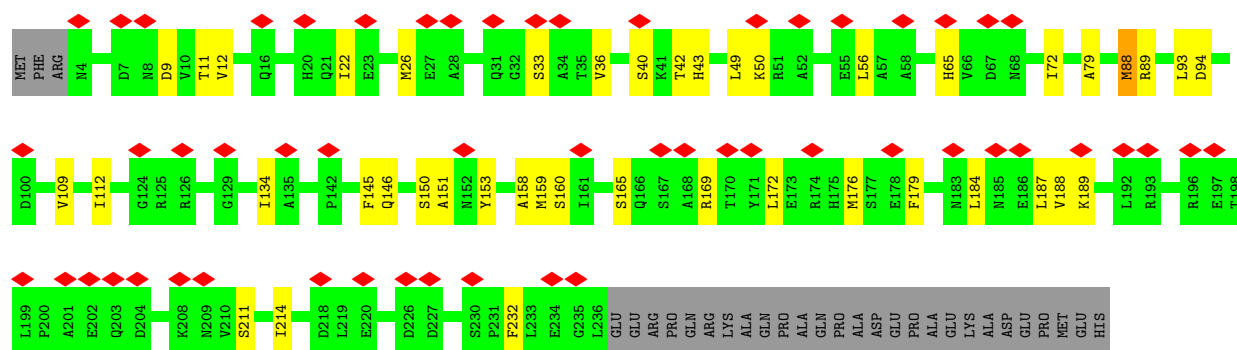 MET PHE ARG N4 D7 N8 D9 V10 T11 V12 Q16 H20 Q21 I22 E23 M26 E27 A28 Q31 G32 S33 A34 T35 V36 S40 K41 T42 H43 L49 K50 R51 A52 E55 L56 A57 A58 H65 V66 D67 N68 I72 A79 M88 R89 L93 D94
D100 V109 I112 G124 R125 R126 G129 I134 A135 P142 F145 Q146 S150 A151 N152 Y153 A158 M159 S160 I161 S165 Q166 S167 A168 R169 T170 Y171 L172 E173 R174 H175 M176 S177 E178 F179 N183 L184 N185 E186 L187 V188 K189 L192 R193 R196 E197 T198
L199 P200 A201 E202 Q203 D204 K208 N209 V210 S211 I214 D218 L219 E220 D226 D227 S230 P231 F232 L233 E234 G235 L236 GLU GLU ARG PRO GLN ARG LYS ALA GLN PRO ALA GLN PRO ALA ASP GLU PRO ALA GLU LYS ALA ASP GLU PRO MET GLU HIS